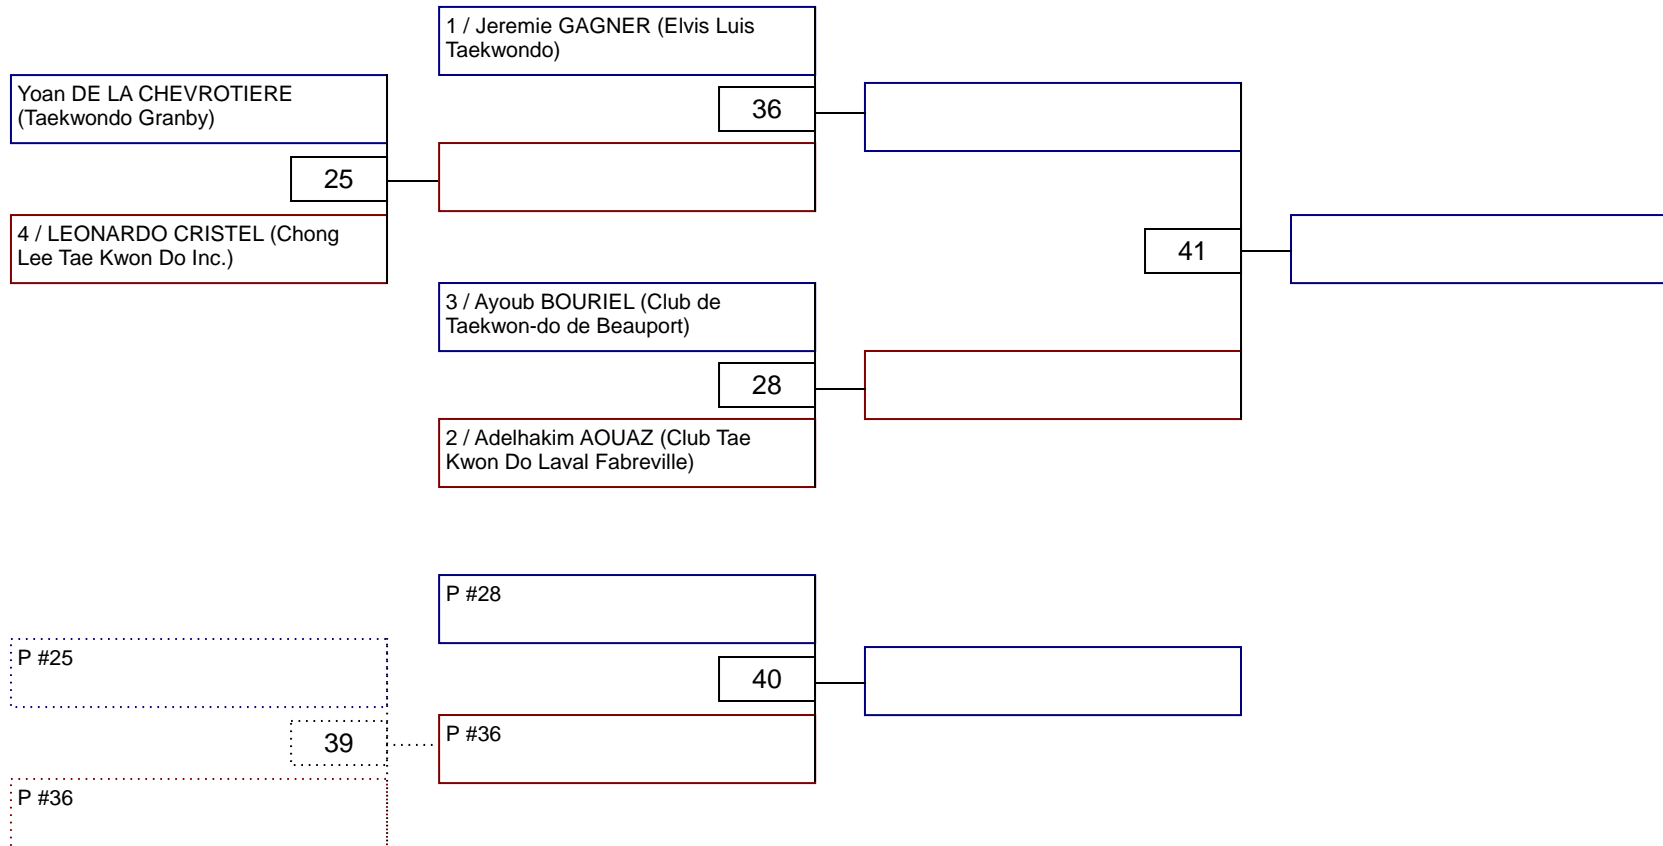 1 / Jeremie GAGNER (Elvis Luis
Taekwondo)
Yoan DE LA CHEVROTIERE
(Taekwondo Granby)
36
25
4 / LEONARDO CRISTEL (Chong
Lee Tae Kwon Do Inc.)
41
3 / Ayoub BOURIEL (Club de
Taekwon-do de Beauport)
28
2 / Adelhakim AOUAZ (Club Tae
Kwon Do Laval Fabreville)
P #28
P #25
40
P #36
39
P #36